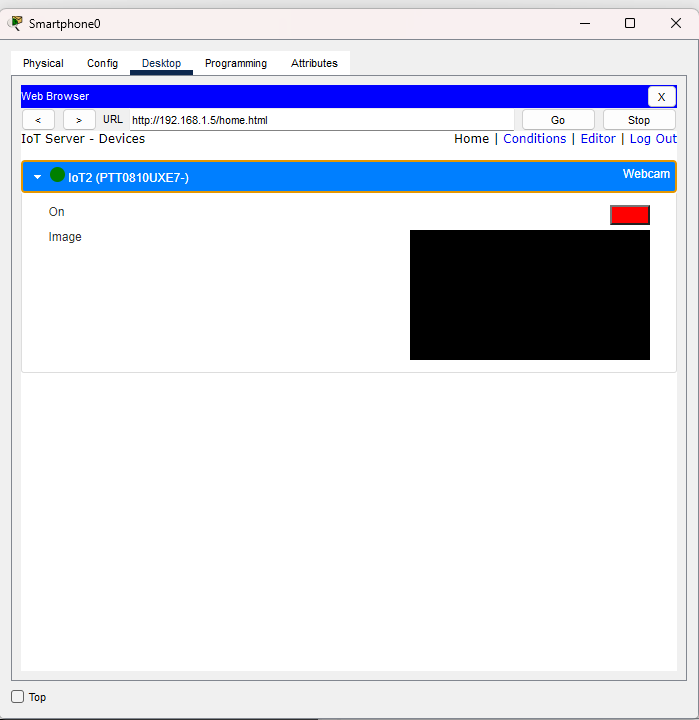 Smartphone0
Physical Config Desktop Programming Attributes
Web Browser X
< > URL http://192.168.1.5/home.html Go Stop
IoT Server - Devices Home | Conditions | Editor | Log Out
IoT2 (PTT0810UXE7-) Webcam
On
Image
Top